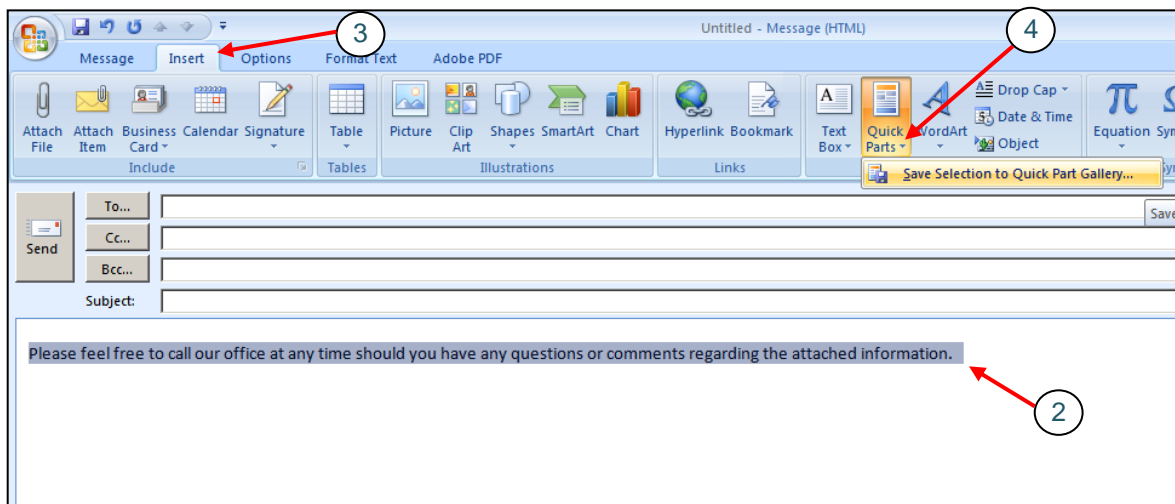 Untitled - Message (HTML)
3
4
Message Insert Options Format Text Adobe PDF
Attach File
Attach Item
Business Card
Calendar
Signature
Table
Picture
Clip Art
Shapes
SmartArt
Chart
Hyperlink
Bookmark
Text Box
Quick Parts
WordArt
Drop Cap
Date & Time
Object
π
Equation
Include Tables Illustrations Links
Save Selection to Quick Part Gallery...
Send
To...
Cc...
Bcc...
Subject:
Save
Please feel free to call our office at any time should you have any questions or comments regarding the attached information.
2